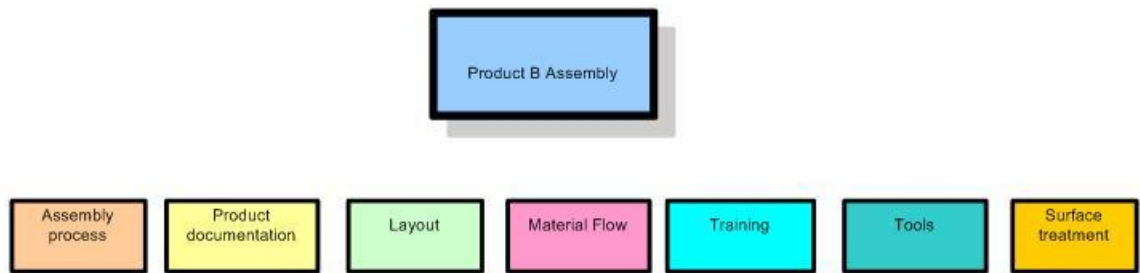 Product B Assembly
Assembly
process
Product
documentation
Layout
Material Flow
Training
Tools
Surface
treatment